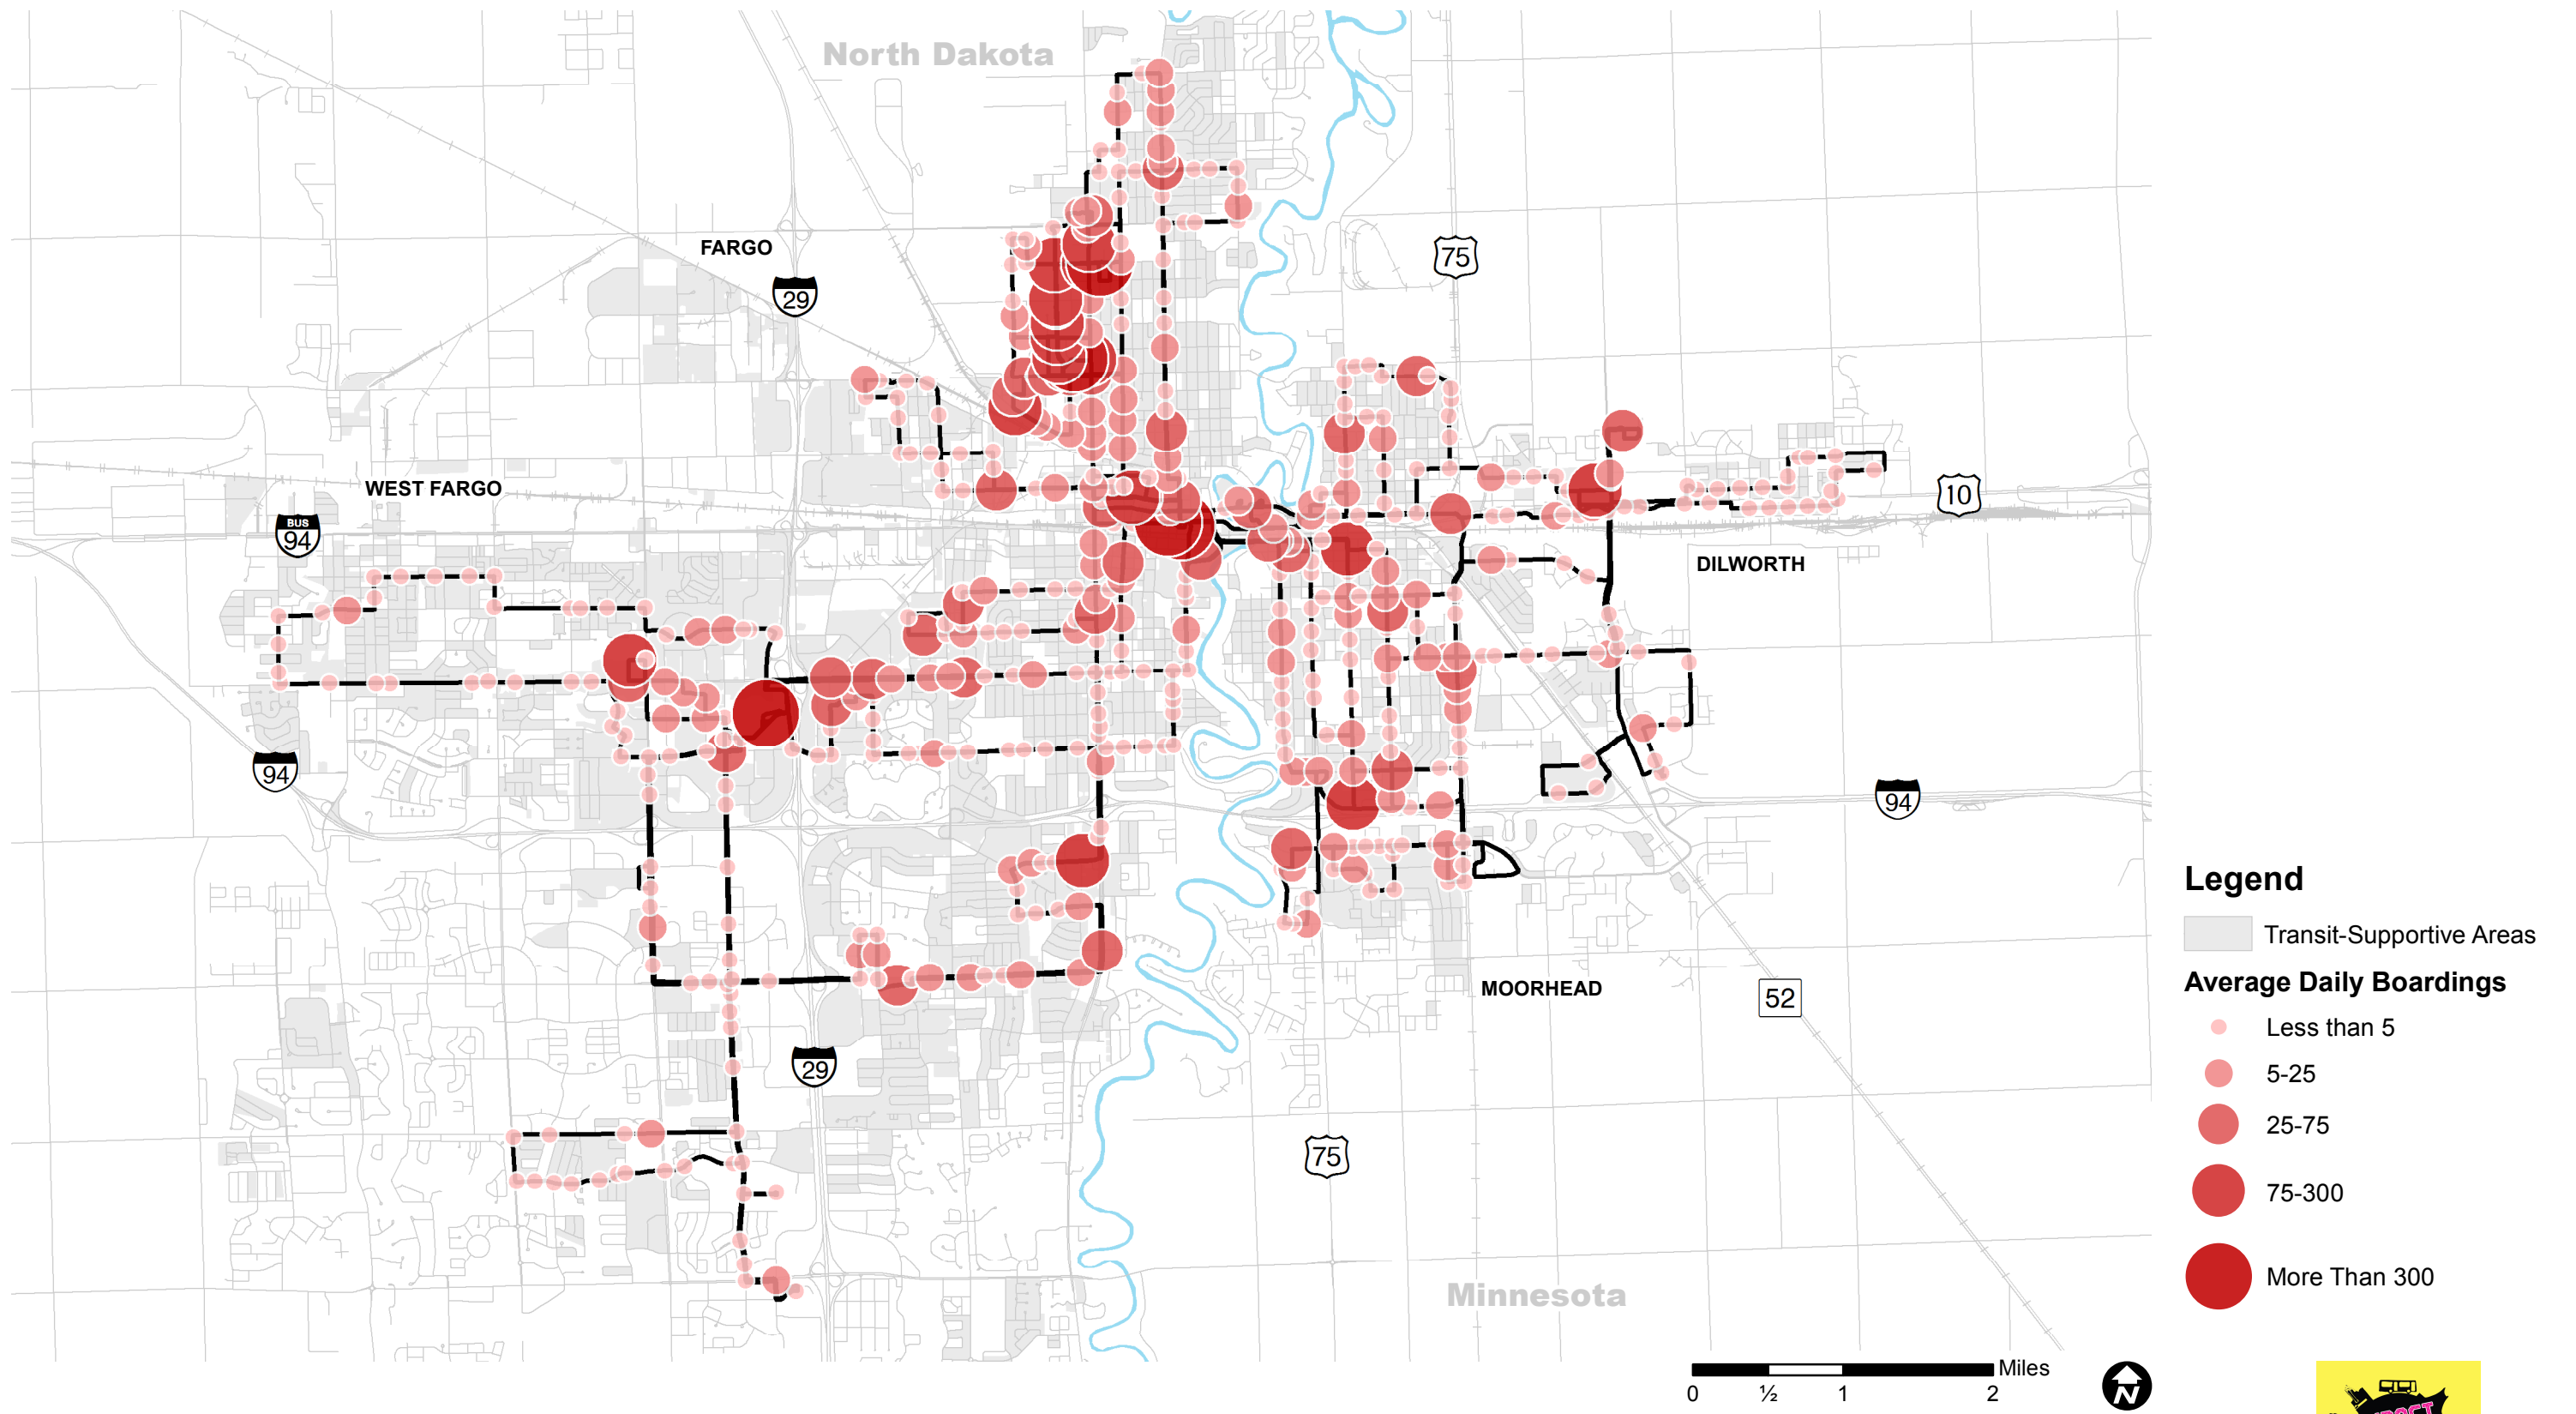 North Dakota
FARGO
75
29
WEST FARGO
10
BUS
94
DILWORTH
94
94
Legend
Transit-Supportive Areas
Average Daily Boardings
MOORHEAD
52
Less than 5
29
5-25
25-75
75
75-300
More Than 300
Minnesota
Miles
0 ½ 1 2
N